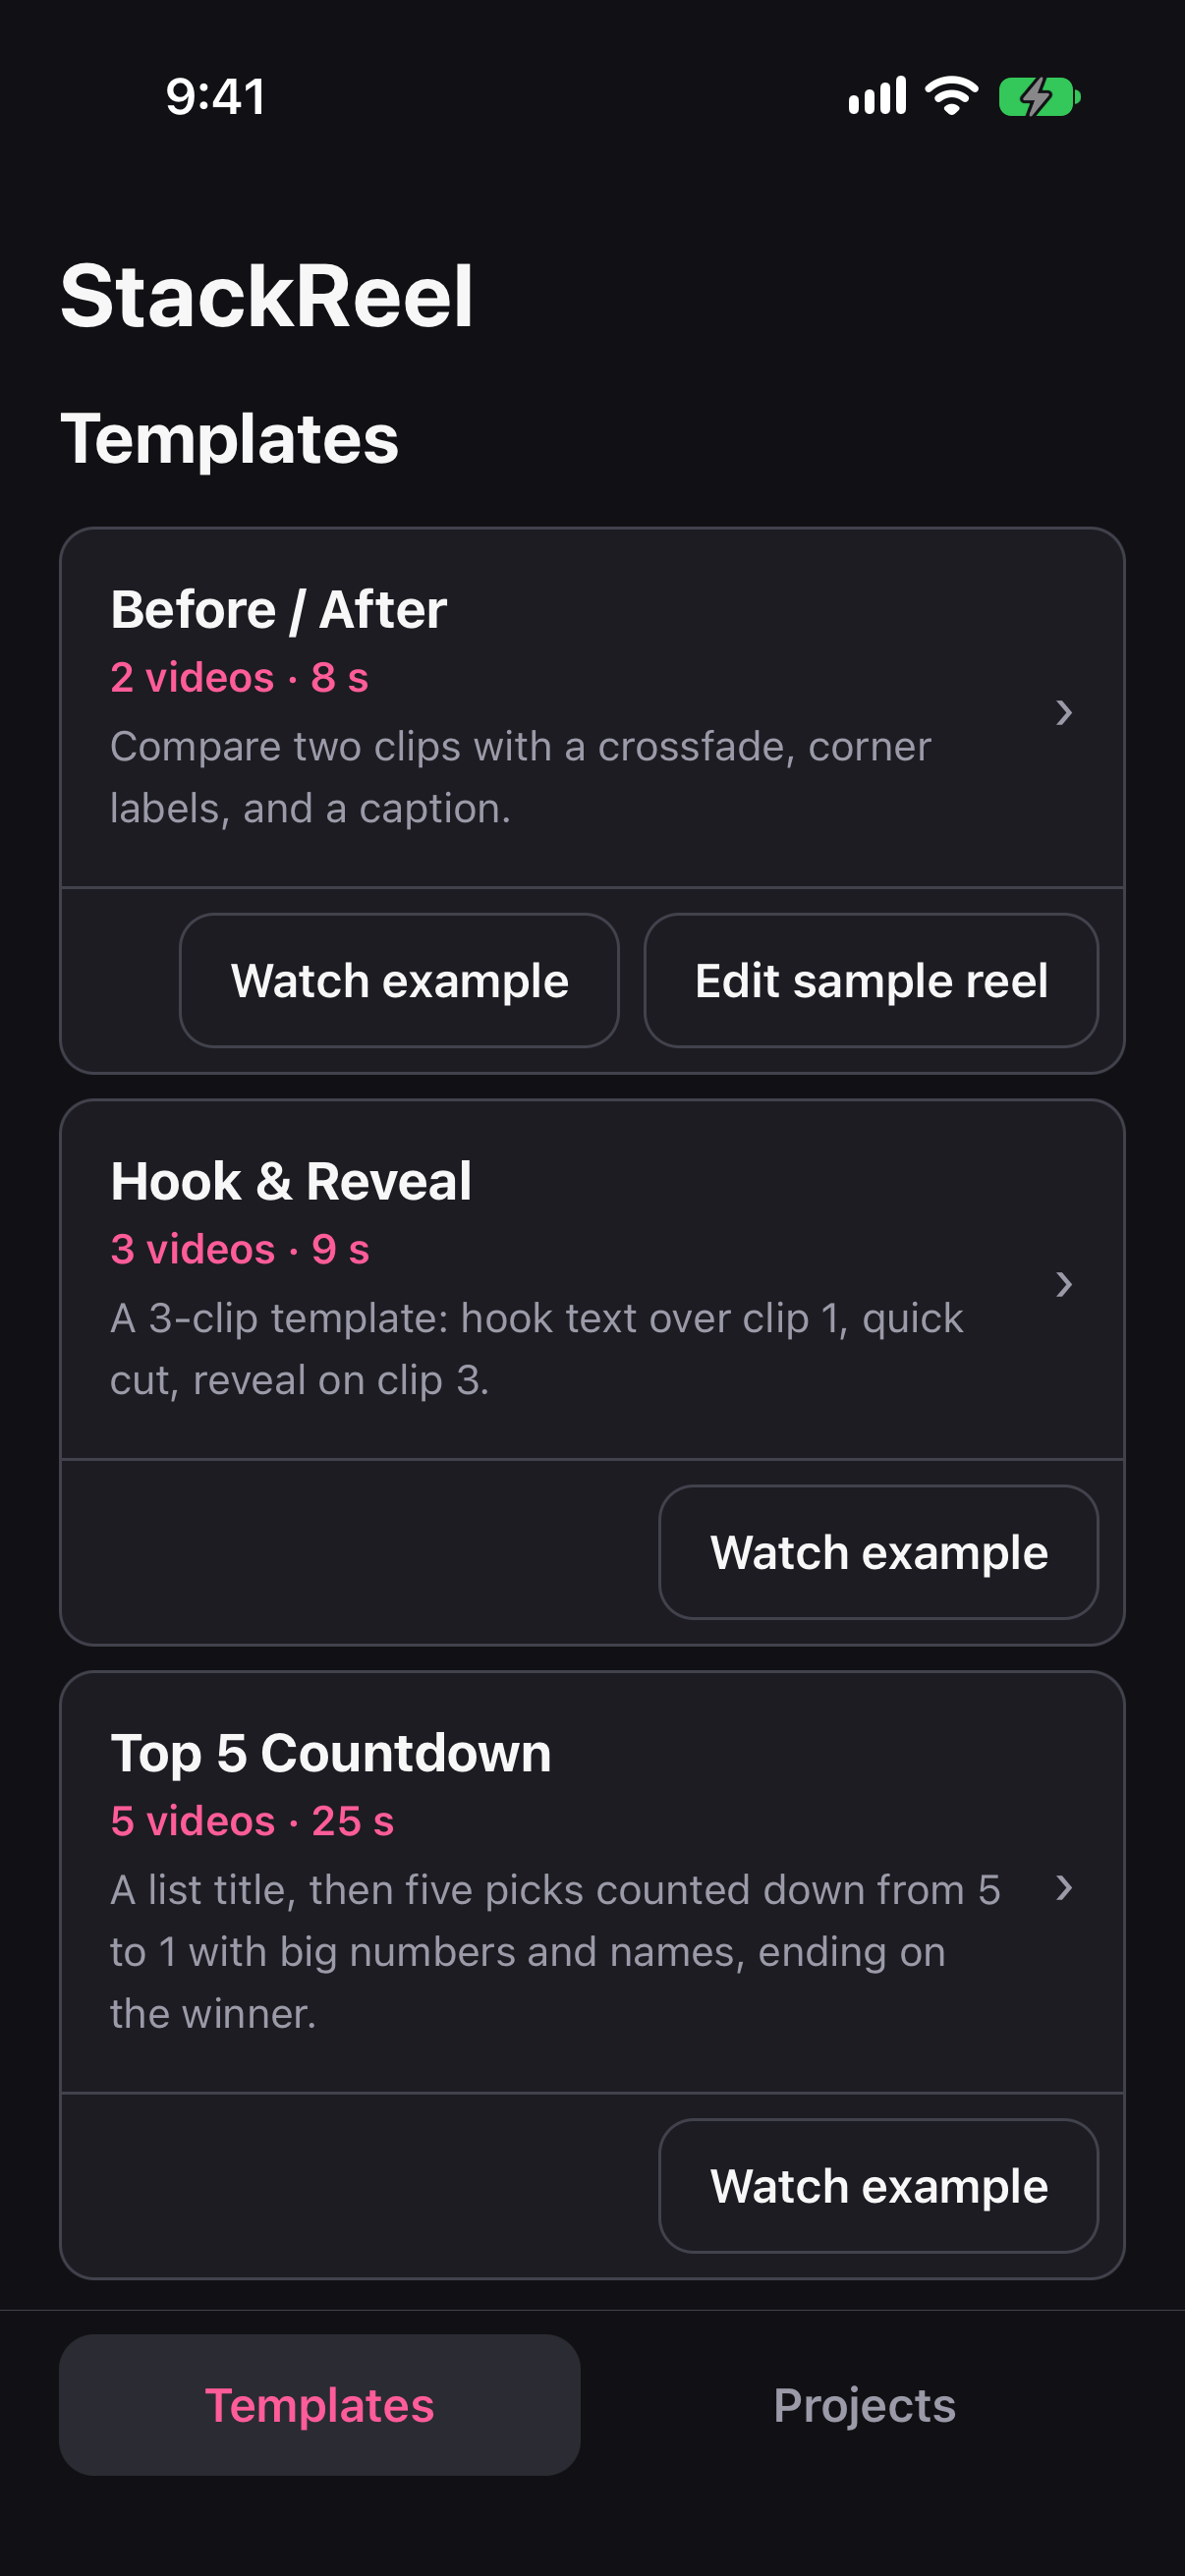 9:41
StackReel
Templates
Before / After
2 videos · 8 s
Compare two clips with a crossfade, corner
labels, and a caption.
Watch example
Edit sample reel
Hook & Reveal
3 videos · 9 s
A 3-clip template: hook text over clip 1, quick
cut, reveal on clip 3.
Watch example
Top 5 Countdown
5 videos · 25 s
A list title, then five picks counted down from 5
to 1 with big numbers and names, ending on
the winner.
Watch example
Templates
Projects